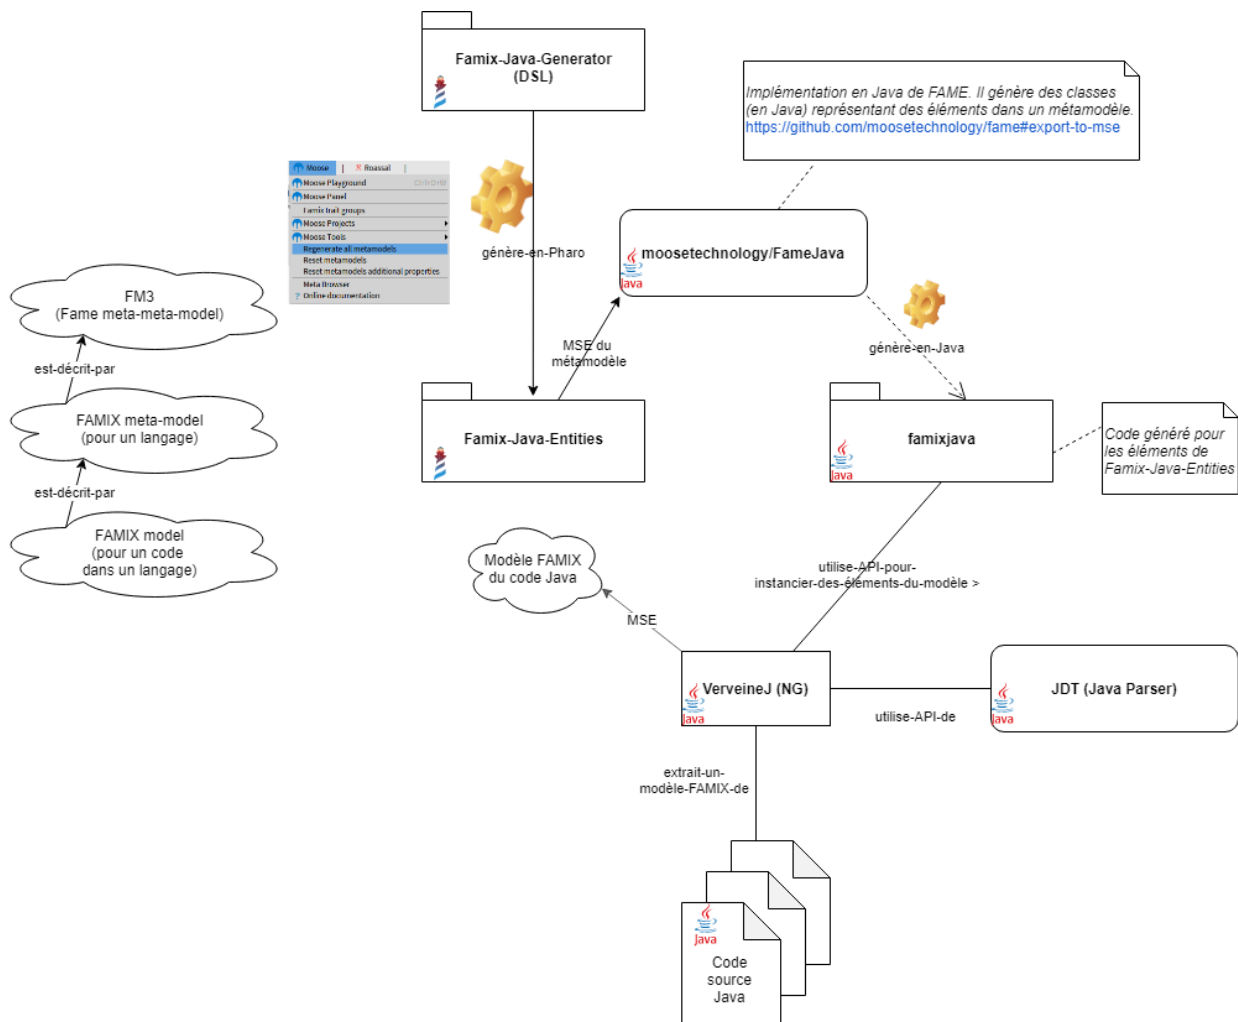 Famix-Java-Generator
(DSL)
Implémentation en Java de FAME. Il génère des classes
(en Java) représentant des éléments dans un métamodèle.
https://github.com/moosetechnology/fame#export-to-mse
Moose | Roassal |
Moose Playground
Moose Panel
Famix trait groups
Moose Projects
Moose Tools
Regenerate all metamodels
Reset metamodels
Reset metamodels additional properties
Meta Browser
? Online documentation
génère-en-Pharo
moosetechnology/FameJava
Java
FM3
(Fame meta-meta-model)
est-décrit-par
MSE du
métamodèle
génère-en-Java
FAMIX meta-model
(pour un langage)
Famix-Java-Entities
famixjava
Java
Code généré pour
les éléments de
Famix-Java-Entities
est-décrit-par
FAMIX model
(pour un code
dans un langage)
Modèle FAMIX
du code Java
utilise-API-pour-
instancier-des-éléments-du-modèle >
MSE
VerveineJ (NG)
Java
JDT (Java Parser)
Java
utilise-API-de
extrait-un-
modèle-FAMIX-de
Java
Code
source
Java